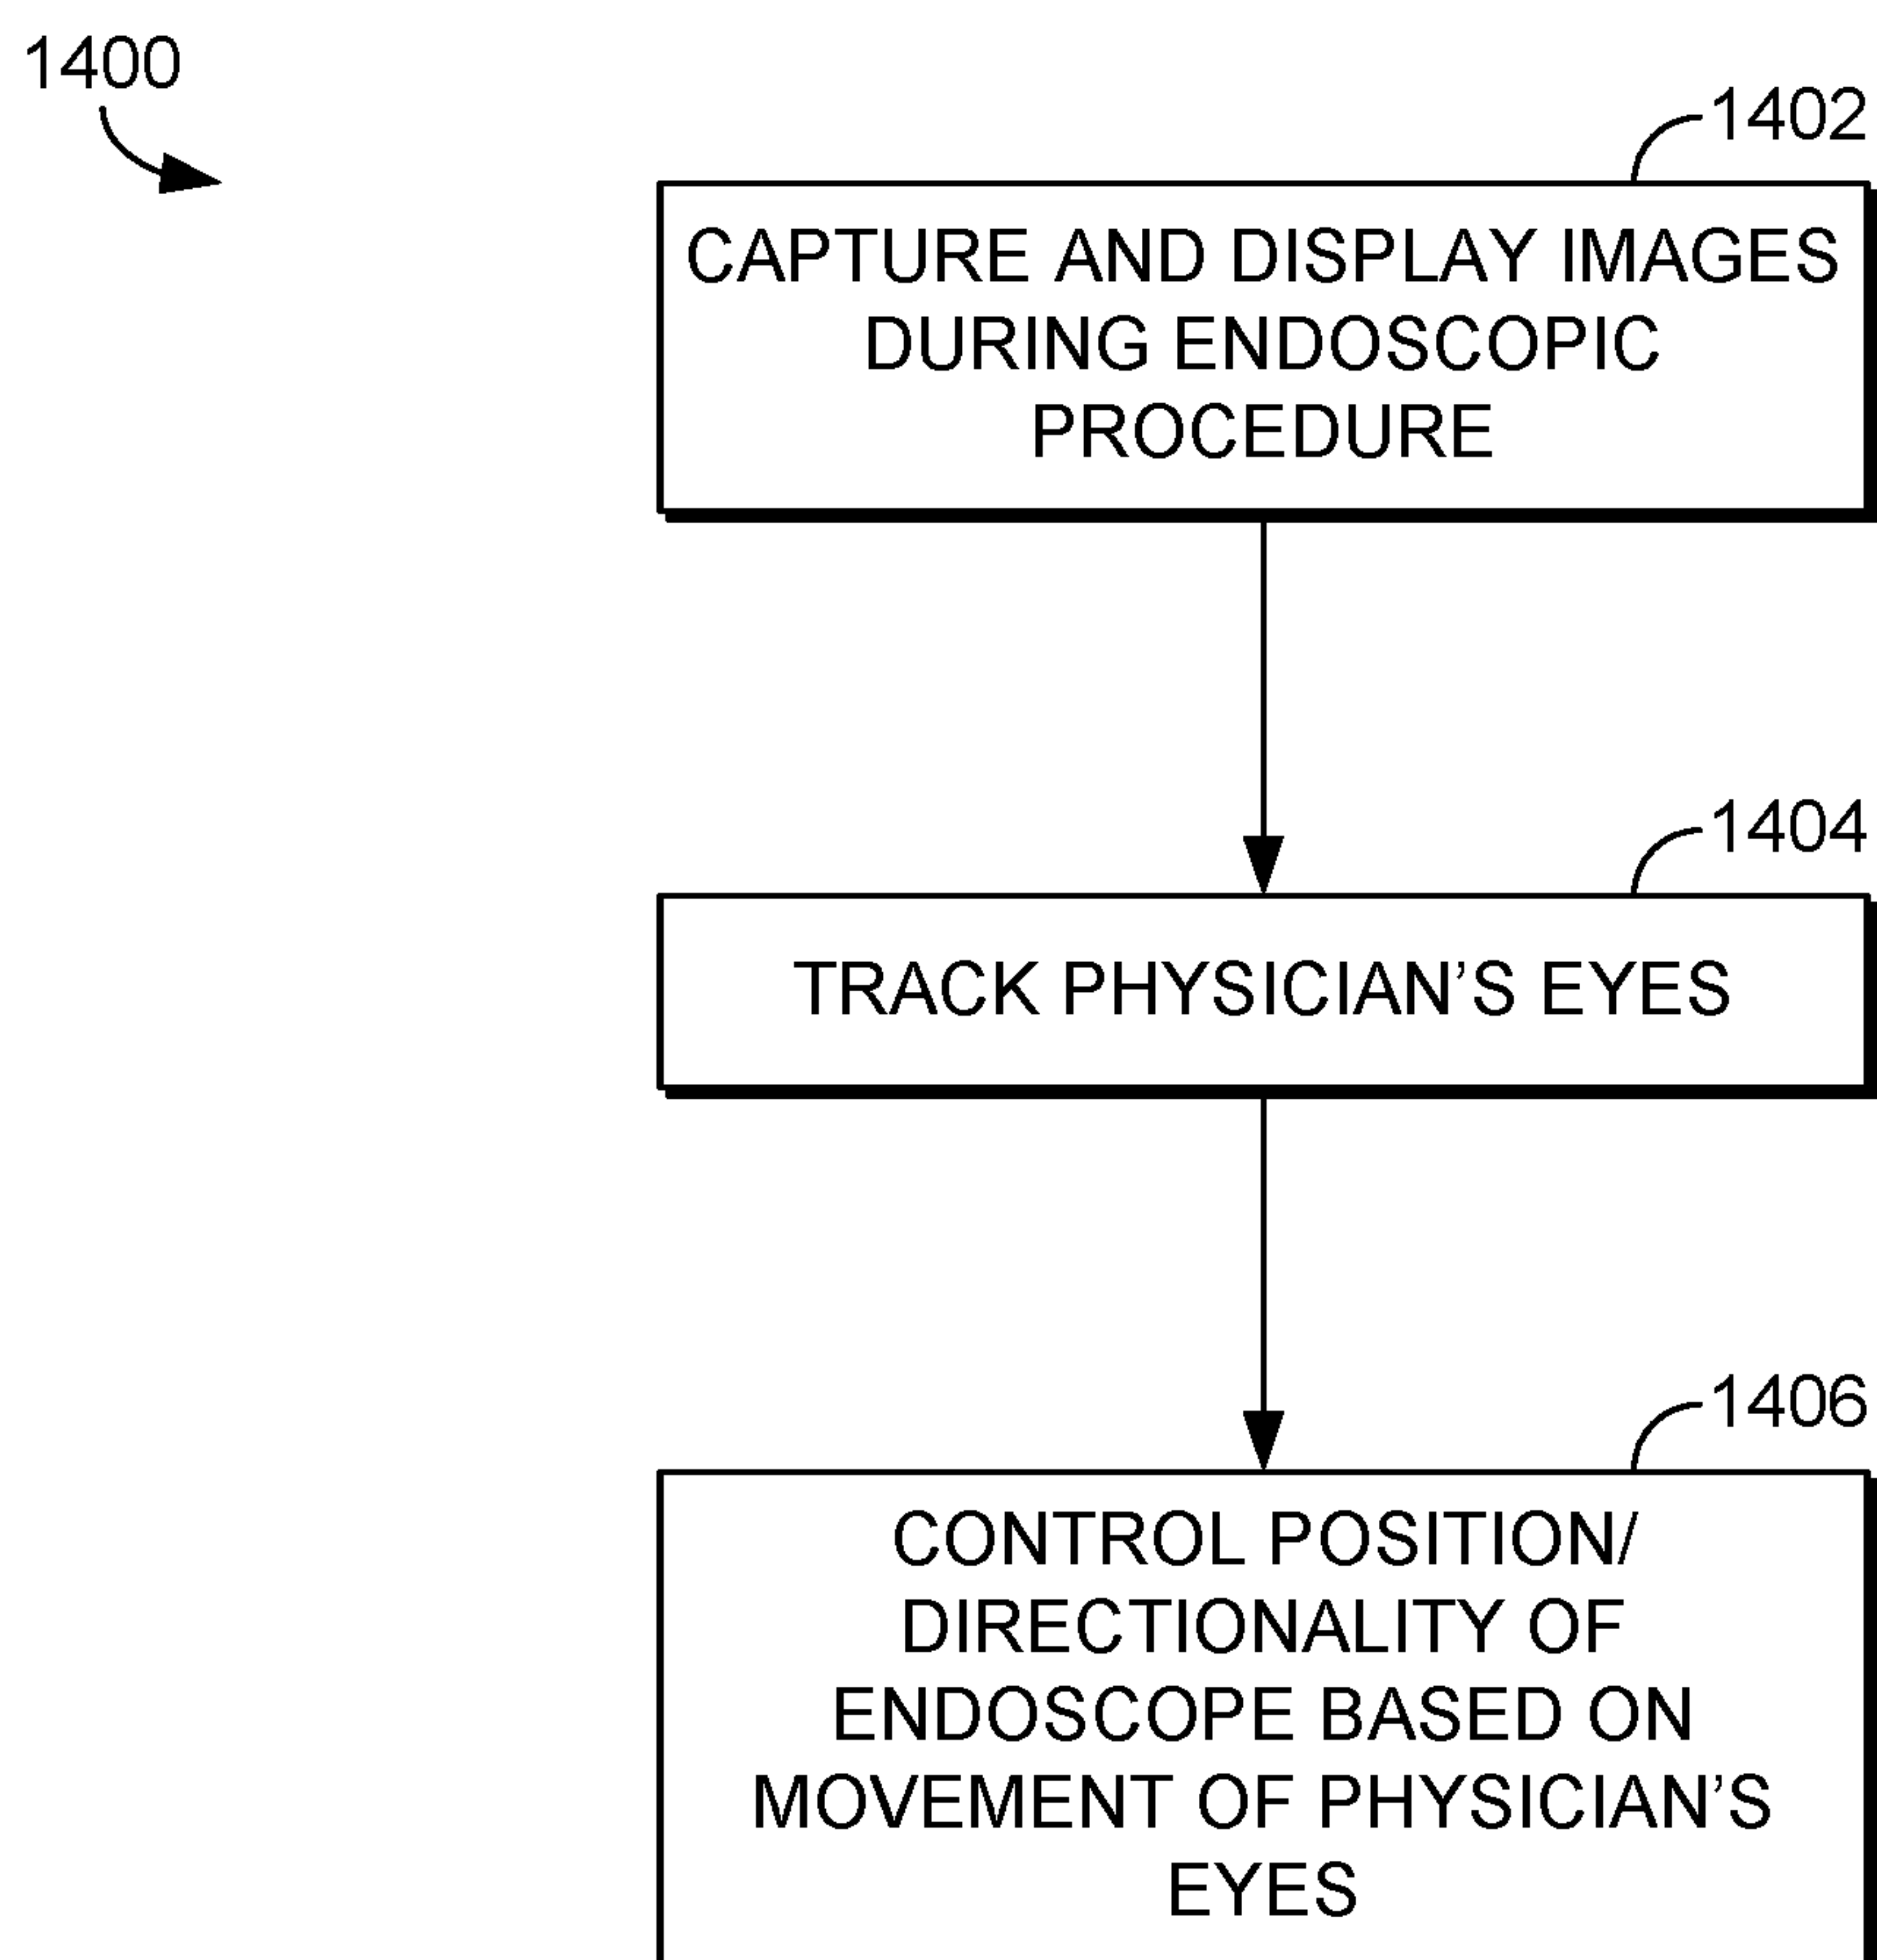 1400
1402
CAPTURE AND DISPLAY IMAGES
DURING ENDOSCOPIC
PROCEDURE
1404
TRACK PHYSICIAN'S EYES
1406
CONTROL POSITION/
DIRECTIONALITY OF
ENDOSCOPE BASED ON
MOVEMENT OF PHYSICIAN'S
EYES